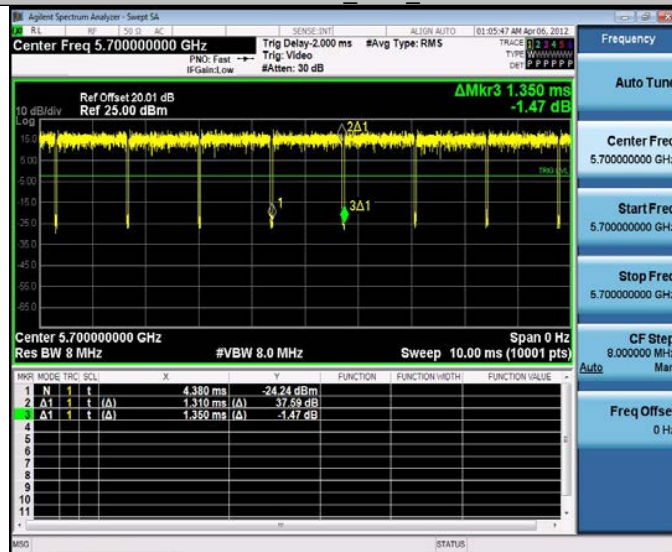 Agilent Spectrum Analyzer - Swept SA
RL RF 50 Ω AC SENSE:INT ALIGN AUTO 01:05:47 AM Apr 06, 2012
Center Freq 5.700000000 GHz
PNO: Fast
IFGain:Low
Trig Delay-2.000 ms
Trig: Video
#Atten: 30 dB
#Avg Type: RMS
TRACE 1 2 3 4 5 6
TYPE WWWWWW
DET P P P P P P
ΔMkr3 1.350 ms
-1.47 dB
Ref Offset 20.01 dB
10 dB/div Ref 25.00 dBm
Log
15.0
5.00
-5.00
-15.0
-25.0
-35.0
-45.0
-55.0
-65.0
2Δ1
TRIG LVL
1
3Δ1
Center 5.700000000 GHz Span 0 Hz
Res BW 8 MHz #VBW 8.0 MHz Sweep 10.00 ms (10001 pts)
MKR MODE TRC SCL X Y FUNCTION FUNCTION WIDTH FUNCTION VALUE
1 N 1 t 4.380 ms -24.24 dBm
2 Δ1 1 t (Δ) 1.310 ms (Δ) 37.59 dB
3 Δ1 1 t (Δ) 1.350 ms (Δ) -1.47 dB
4
5
6
7
8
9
10
11
MSG STATUS
Frequency
Auto Tune
Center Freq
5.700000000 GHz
Start Freq
5.700000000 GHz
Stop Freq
5.700000000 GHz
CF Step
8.000000 MHz
Auto Man
Freq Offset
0 Hz